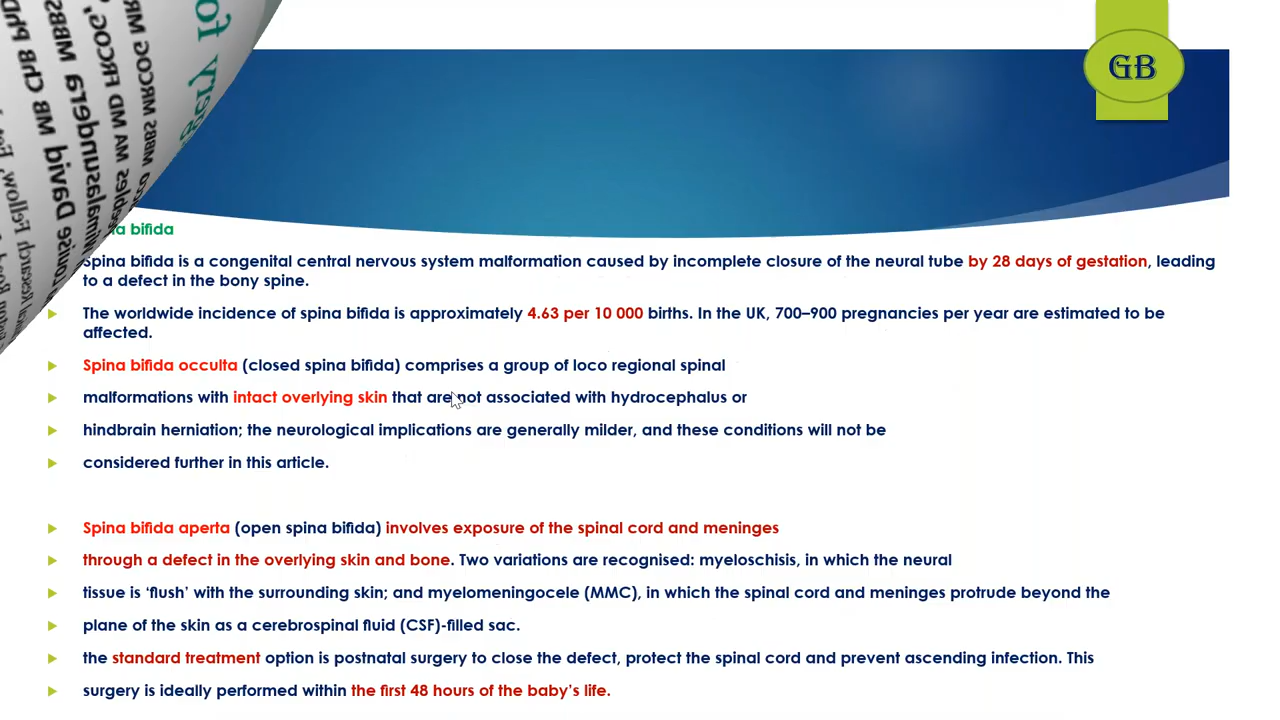 GB
a bifida
Spina bifida is a congenital central nervous system malformation caused by incomplete closure of the neural tube by 28 days of gestation, leading
to a defect in the bony spine.
The worldwide incidence of spina bifida is approximately 4.63 per 10 000 births. In the UK, 700–900 pregnancies per year are estimated to be
affected.
Spina bifida occulta (closed spina bifida) comprises a group of loco regional spinal
malformations with intact overlying skin that are not associated with hydrocephalus or
hindbrain herniation; the neurological implications are generally milder, and these conditions will not be
considered further in this article.
Spina bifida aperta (open spina bifida) involves exposure of the spinal cord and meninges
through a defect in the overlying skin and bone. Two variations are recognised: myeloschisis, in which the neural
tissue is ‘flush’ with the surrounding skin; and myelomeningocele (MMC), in which the spinal cord and meninges protrude beyond the
plane of the skin as a cerebrospinal fluid (CSF)-filled sac.
the standard treatment option is postnatal surgery to close the defect, protect the spinal cord and prevent ascending infection. This
surgery is ideally performed within the first 48 hours of the baby’s life.